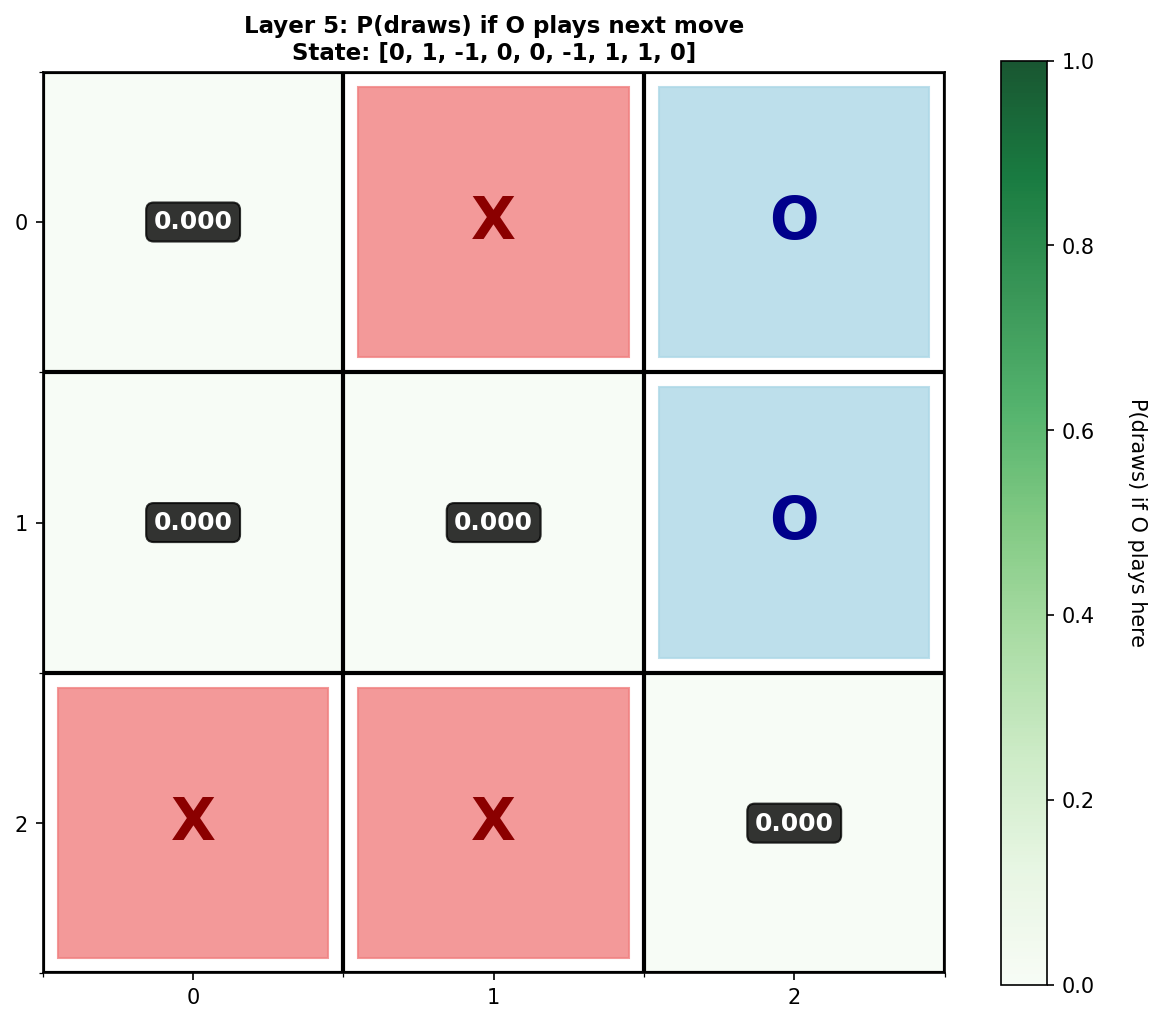 Layer 5: P(draws) if O plays next move
State: [0, 1, -1, 0, 0, -1, 1, 1, 0]
0
0.000
X
O
1
0.000
0.000
O
2
X
X
0.000
0
1
2
1.0
0.8
0.6
0.4
0.2
0.0
P(draws) if O plays here